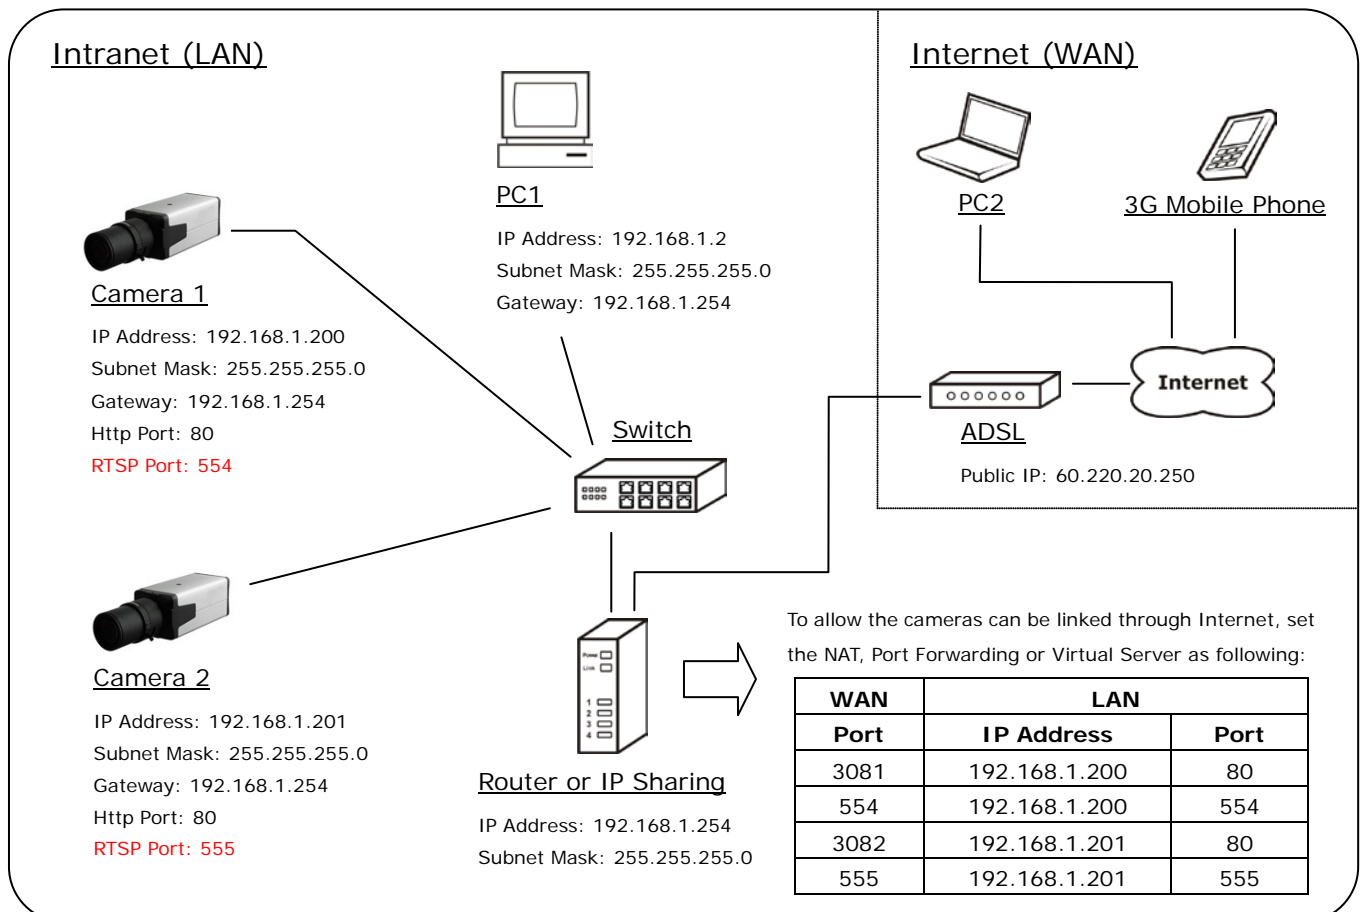 Intranet (LAN)
Internet (WAN)
PC1
IP Address: 192.168.1.2
Subnet Mask: 255.255.255.0
Gateway: 192.168.1.254
PC2
3G Mobile Phone
Camera 1
IP Address: 192.168.1.200
Subnet Mask: 255.255.255.0
Gateway: 192.168.1.254
Http Port: 80
RTSP Port: 554
Internet
Switch
ADSL
Public IP: 60.220.20.250
Camera 2
IP Address: 192.168.1.201
Subnet Mask: 255.255.255.0
Gateway: 192.168.1.254
Http Port: 80
RTSP Port: 555
Power
Link
1
2
3
4
Router or IP Sharing
IP Address: 192.168.1.254
Subnet Mask: 255.255.255.0
To allow the cameras can be linked through Internet, set
the NAT, Port Forwarding or Virtual Server as following:
WAN LAN
Port IP Address Port
3081 192.168.1.200 80
554 192.168.1.200 554
3082 192.168.1.201 80
555 192.168.1.201 555